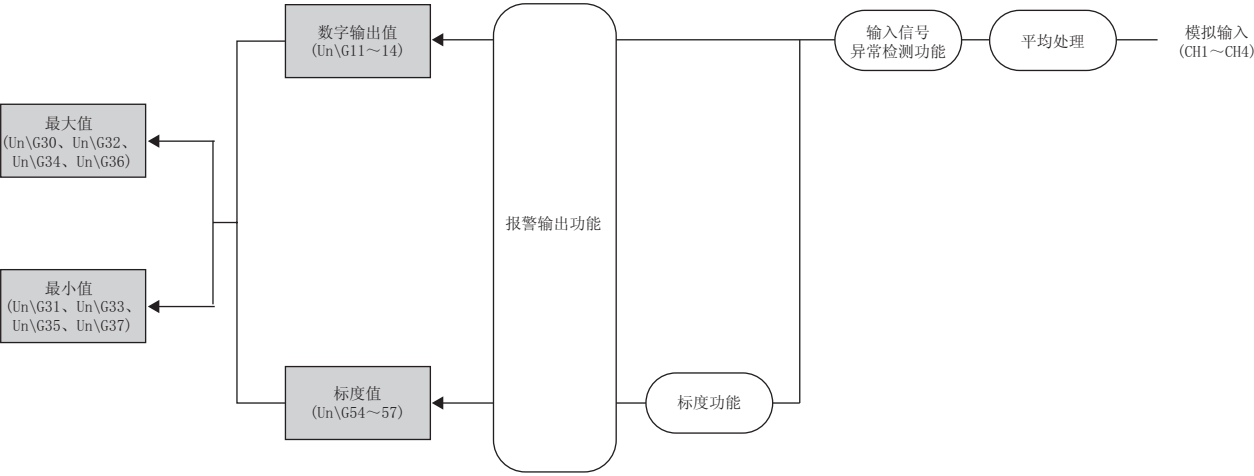 数字输出值
(Un\G11～14)
输入信号
异常检测功能
平均处理
模拟输入
(CH1～CH4)
最大值
(Un\G30、Un\G32、
Un\G34、Un\G36)
报警输出功能
最小值
(Un\G31、Un\G33、
Un\G35、Un\G37)
标度值
(Un\G54～57)
标度功能